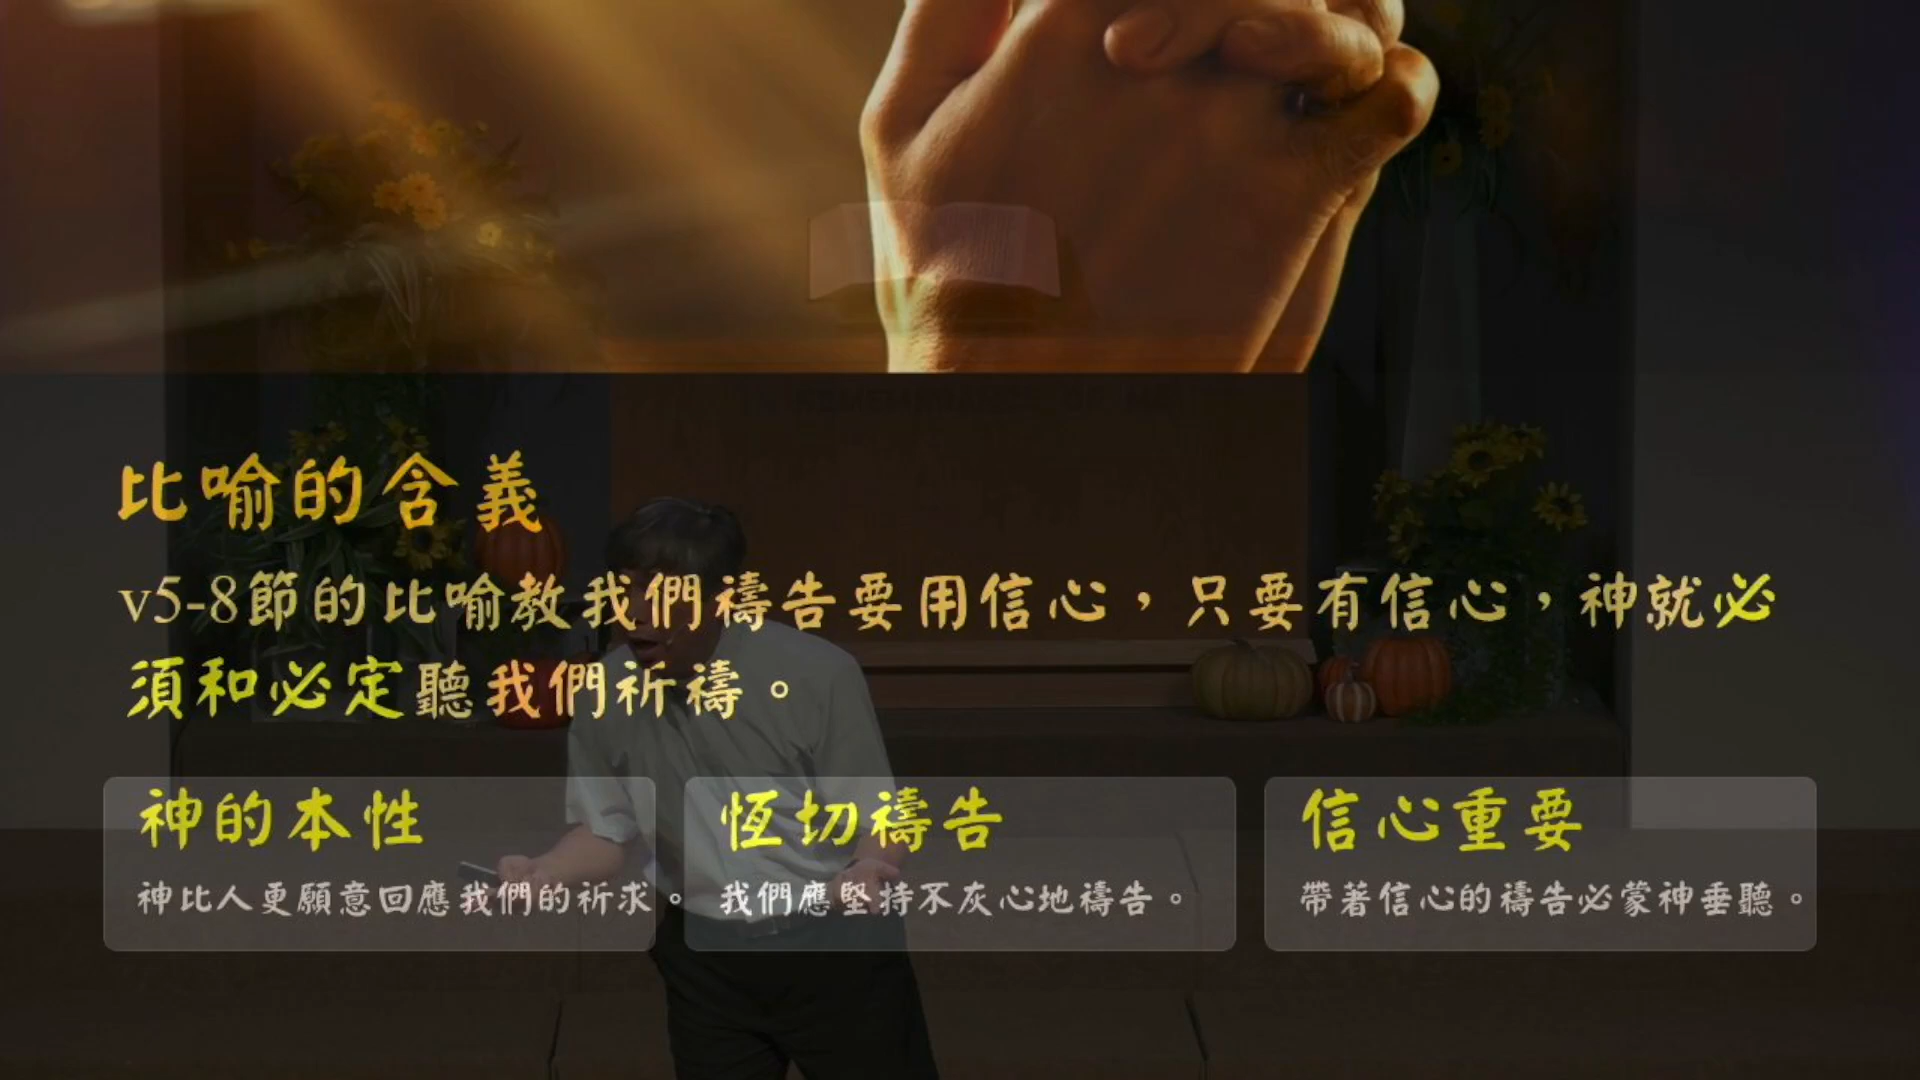 比喻的含義
v5-8節的比喻教我們禱告要用信心，只要有信心，神就必
須和必定聽我們祈禱。
神的本性
神比人更願意回應我們的祈求。
恆切禱告
我們應堅持不灰心地禱告。
信心重要
帶著信心的禱告必蒙神垂聽。